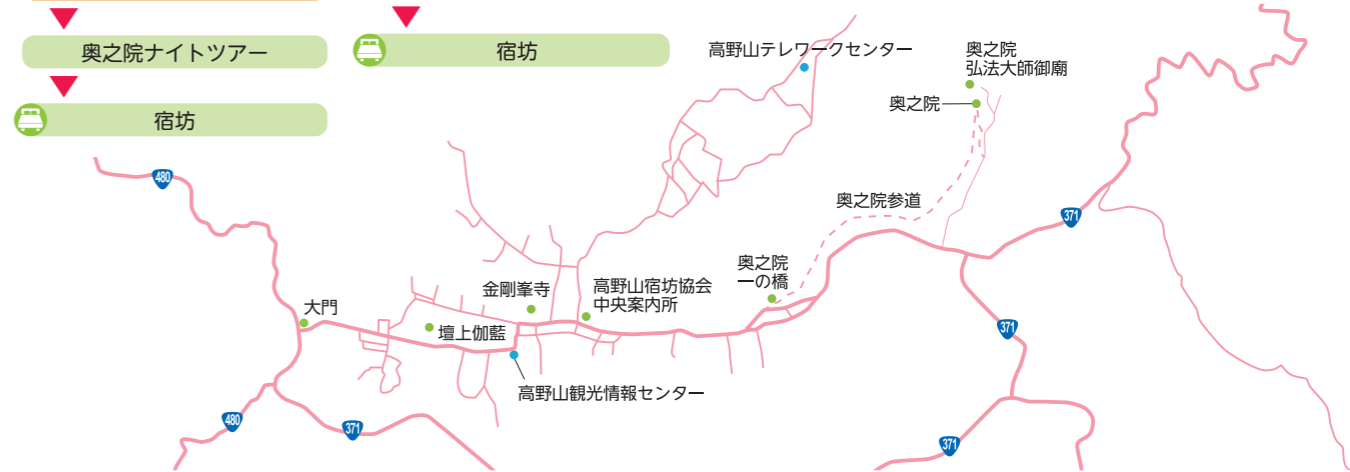 奥之院ナイトツアー
宿坊
宿坊
高野山テレワークセンター
奥之院
弘法大師御廟
奥之院
奥之院参道
480
371
奥之院
一の橋
金剛峯寺
高野山宿坊協会
中央案内所
大門
壇上伽藍
371
高野山観光情報センター
480
371
371